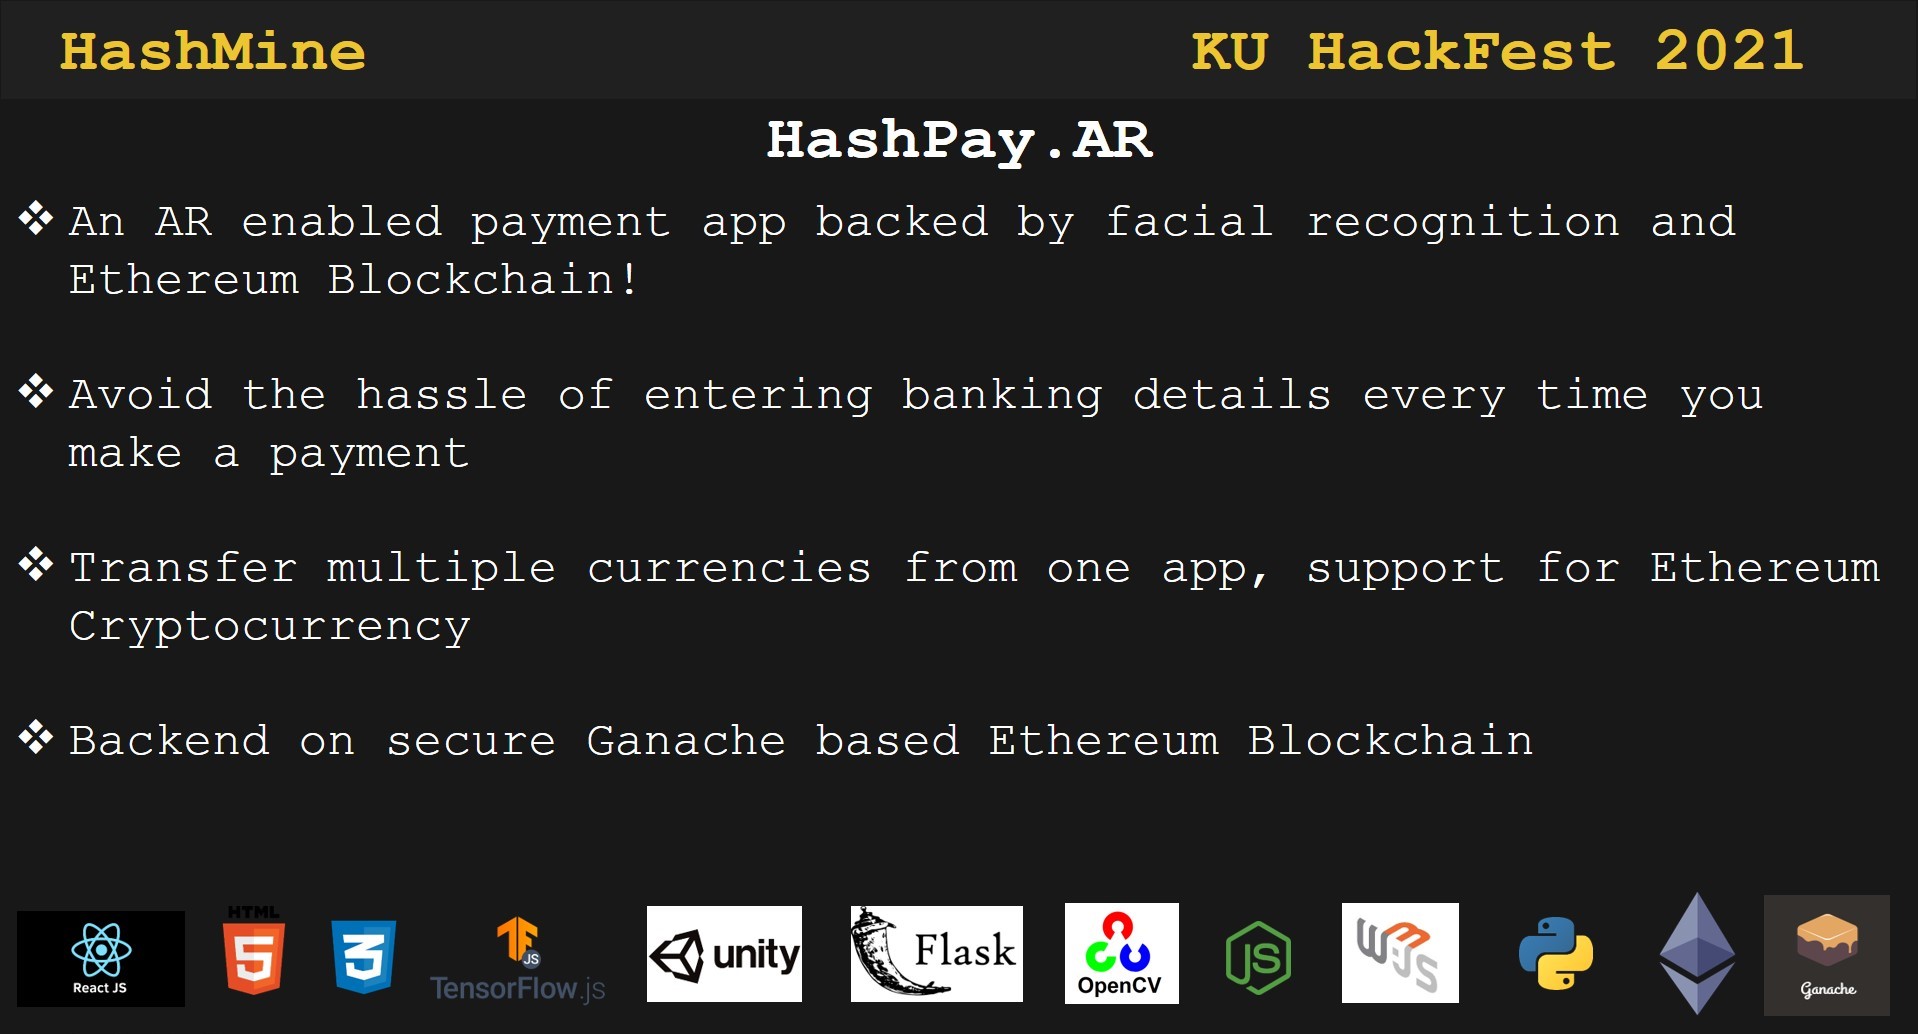 HashMine
KU HackFest 2021
HashPay.AR
❖ An AR enabled payment app backed by facial recognition and
Ethereum Blockchain!
❖ Avoid the hassle of entering banking details every time you
make a payment
❖ Transfer multiple currencies from one app, support for Ethereum
Cryptocurrency
❖ Backend on secure Ganache based Ethereum Blockchain
React JS
HTML
5
3
TF
JS
TensorFlow.js
unity
Flask
OpenCV
JS
W3JS
Ganache